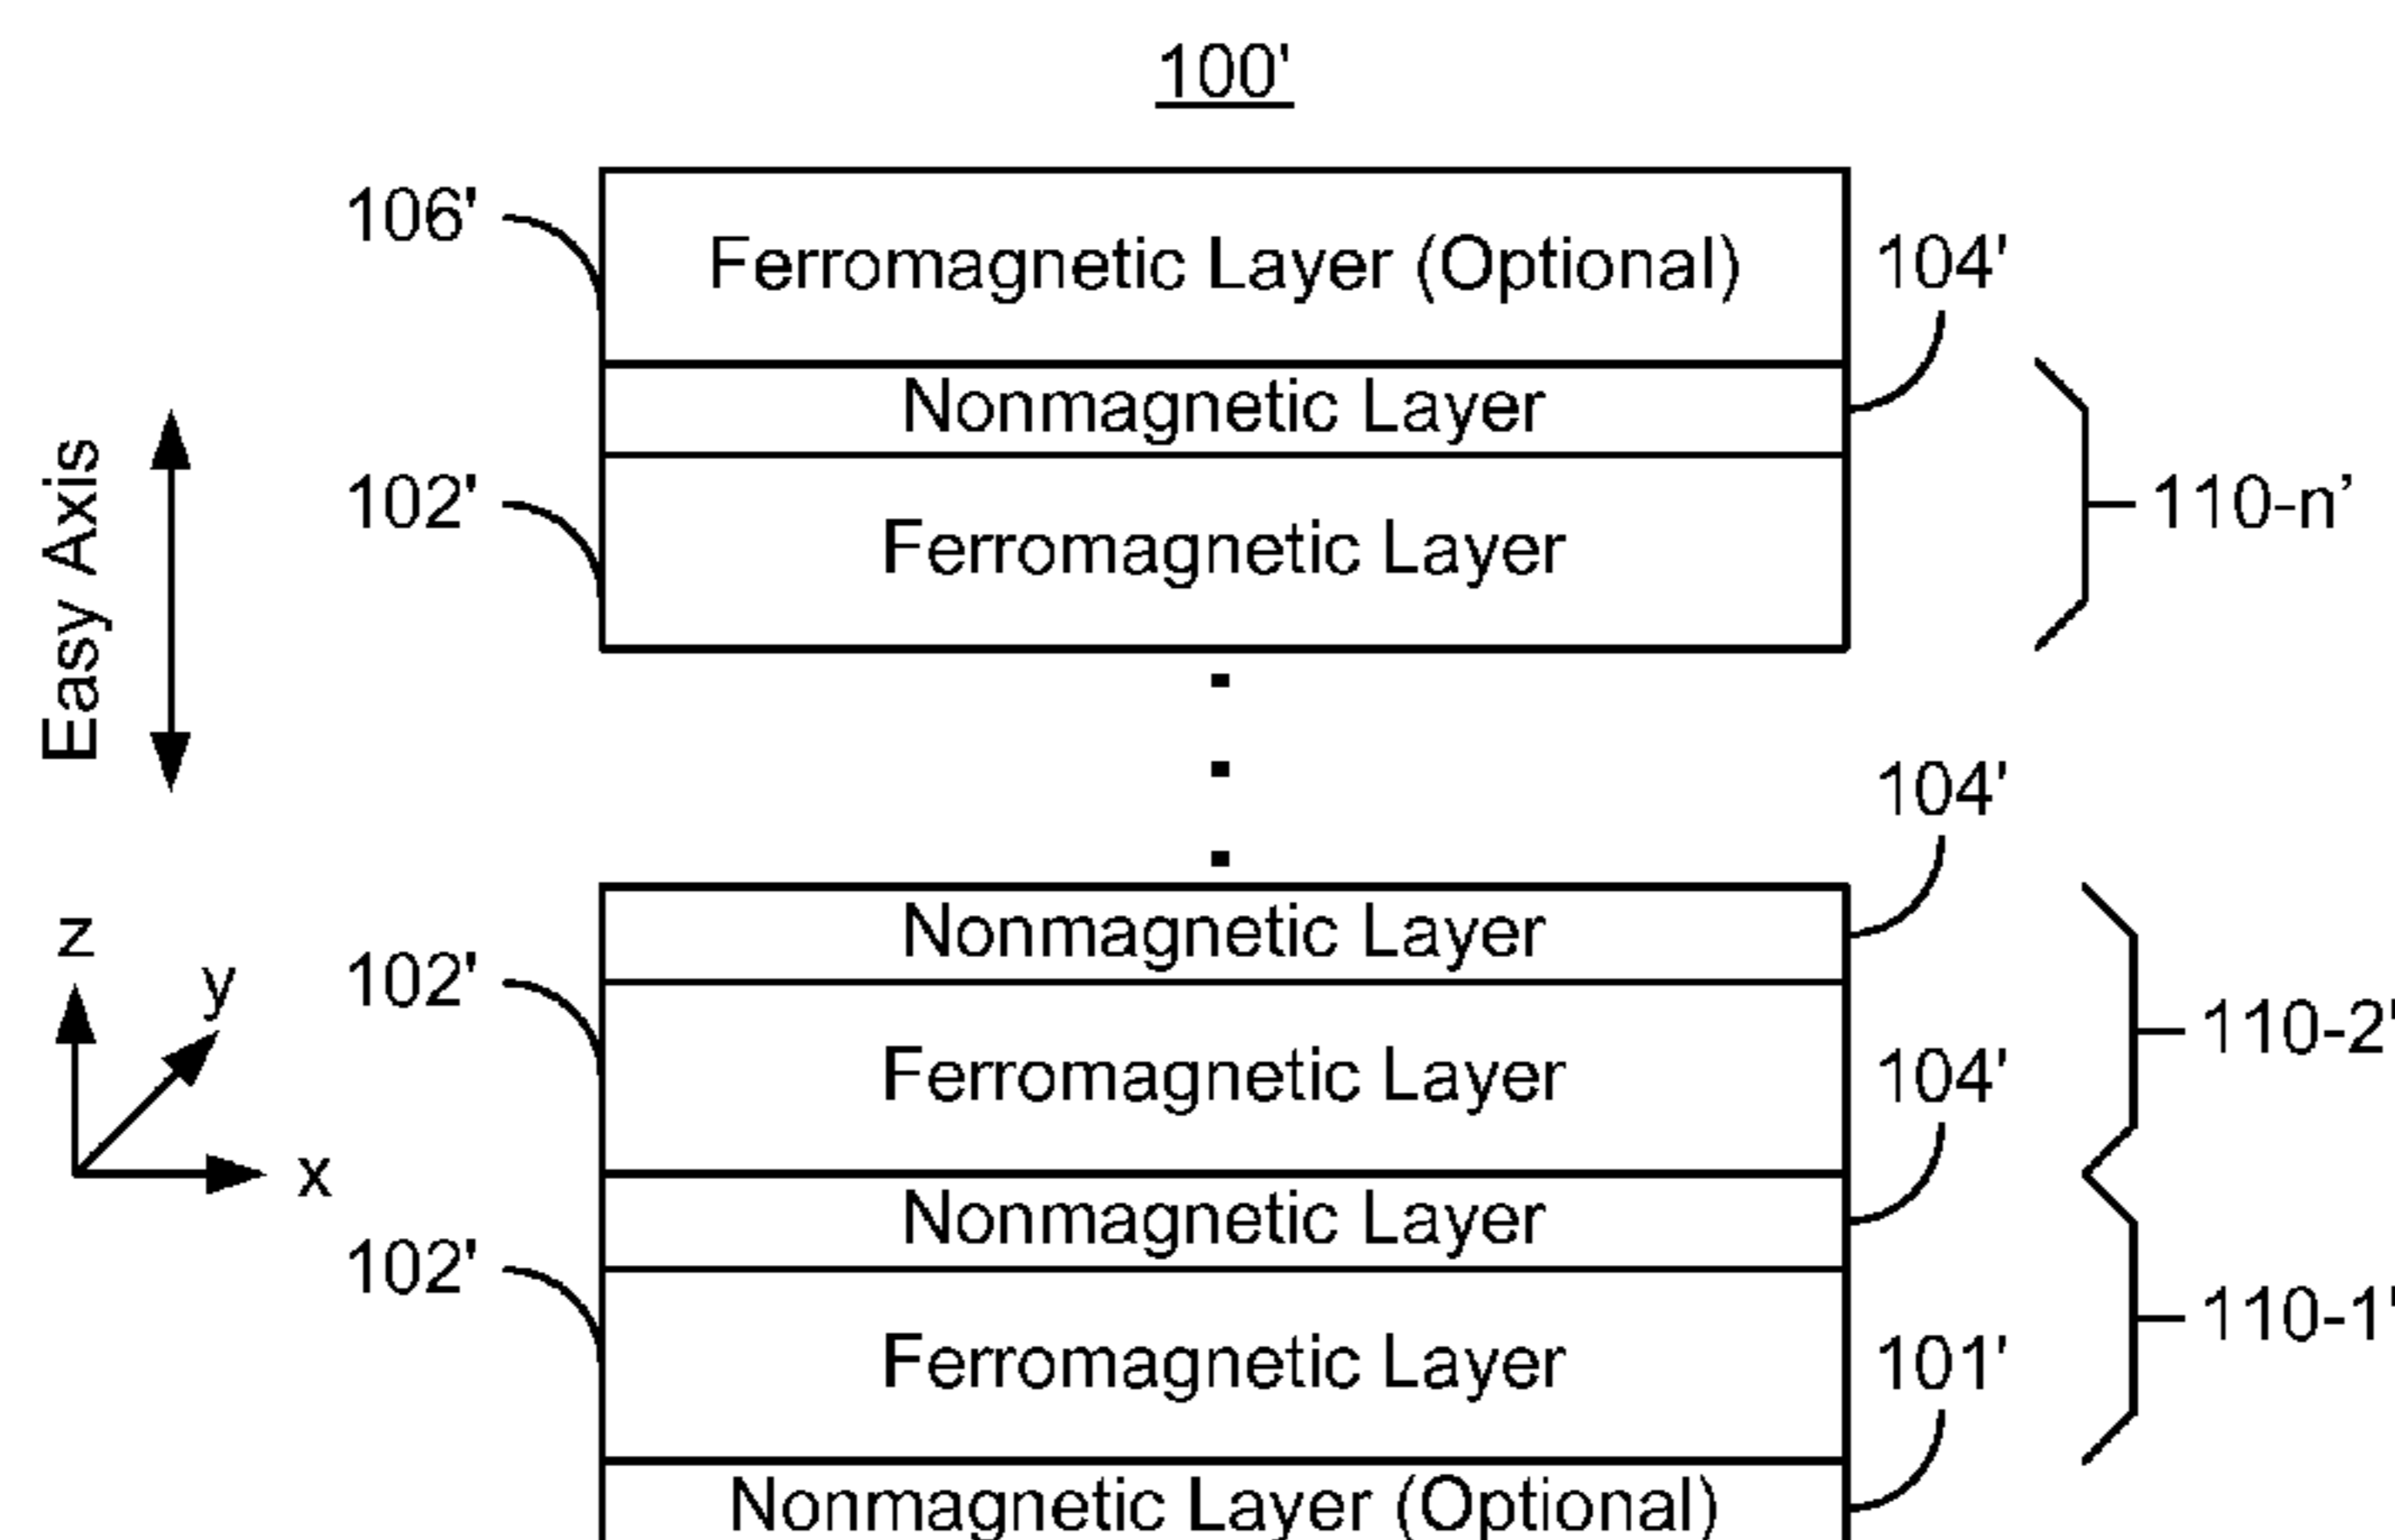 100'
106'
Ferromagnetic Layer (Optional)
104'
Nonmagnetic Layer
102'
Ferromagnetic Layer
110-n’
Easy Axis
104'
Nonmagnetic Layer
z
y
x
102'
Ferromagnetic Layer
110-2'
104'
Nonmagnetic Layer
102'
Ferromagnetic Layer
110-1'
101'
Nonmagnetic Layer (Optional)